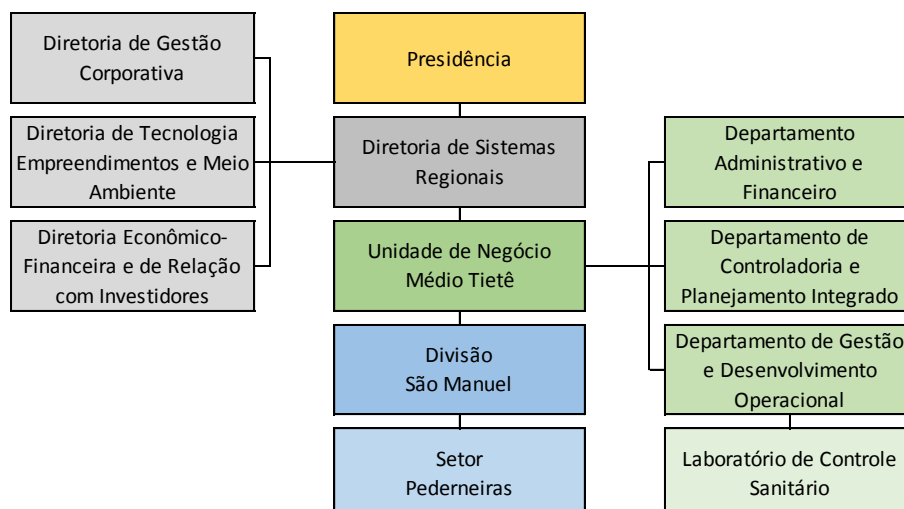 Diretoria de Gestão
Corporativa
Presidência
Diretoria de Tecnologia
Empreendimentos e Meio
Ambiente
Diretoria de Sistemas
Regionais
Departamento
Administrativo e
Financeiro
Diretoria Econômico-
Financeira e de Relação
com Investidores
Unidade de Negócio
Médio Tietê
Departamento de
Controladoria e
Planejamento Integrado
Divisão
São Manuel
Departamento de Gestão
e Desenvolvimento
Operacional
Setor
Pederneiras
Laboratório de Controle
Sanitário